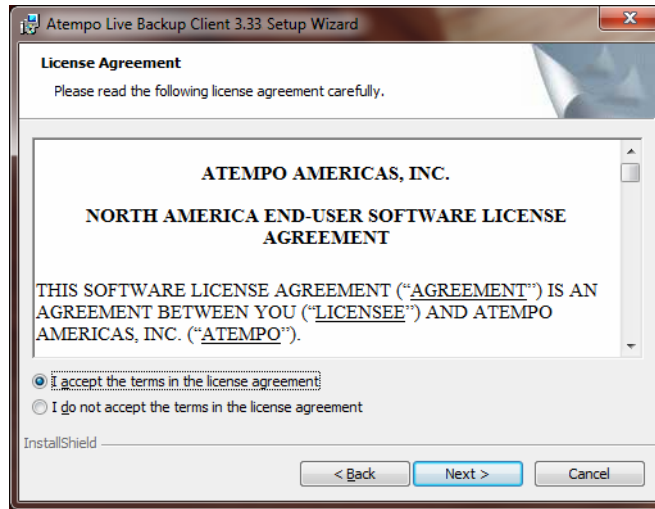 Atempo Live Backup Client 3.33 Setup Wizard
License Agreement
Please read the following license agreement carefully.
ATEMPO AMERICAS, INC.
NORTH AMERICA END-USER SOFTWARE LICENSE
AGREEMENT
THIS SOFTWARE LICENSE AGREEMENT (“AGREEMENT”) IS AN
AGREEMENT BETWEEN YOU (“LICENSEE”) AND ATEMPO
AMERICAS, INC. (“ATEMPO”).
I accept the terms in the license agreement
I do not accept the terms in the license agreement
InstallShield
< Back Next > Cancel